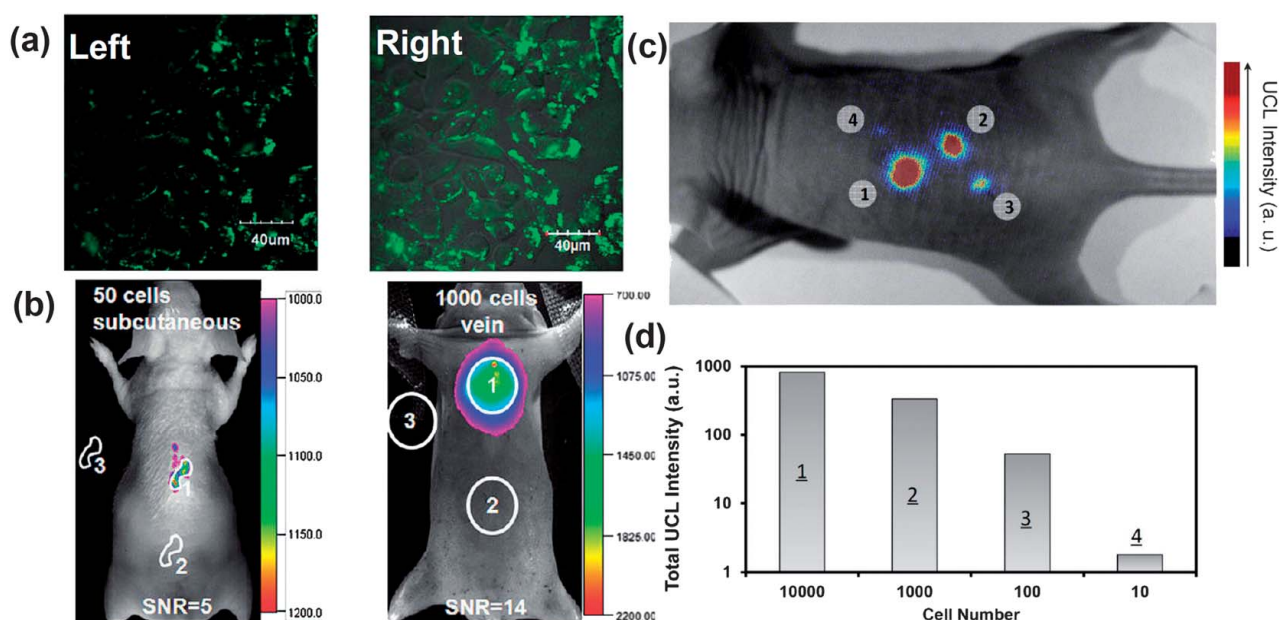 (a)
Left
40um
Right
40µm
(c)
4
2
1
3
UCL Intensity (a. u.)
(b)
50 cells
subcutaneous
3
1
2
SNR=5
1000.0
1050.0
1100.0
1150.0
1200.0
1000 cells
vein
1
3
2
SNR=14
700.00
1075.00
1450.00
1825.00
2200.00
(d)
Total UCL Intensity (a.u.)
1000
100
10
1
1
2
3
4
10000
1000
100
10
Cell Number